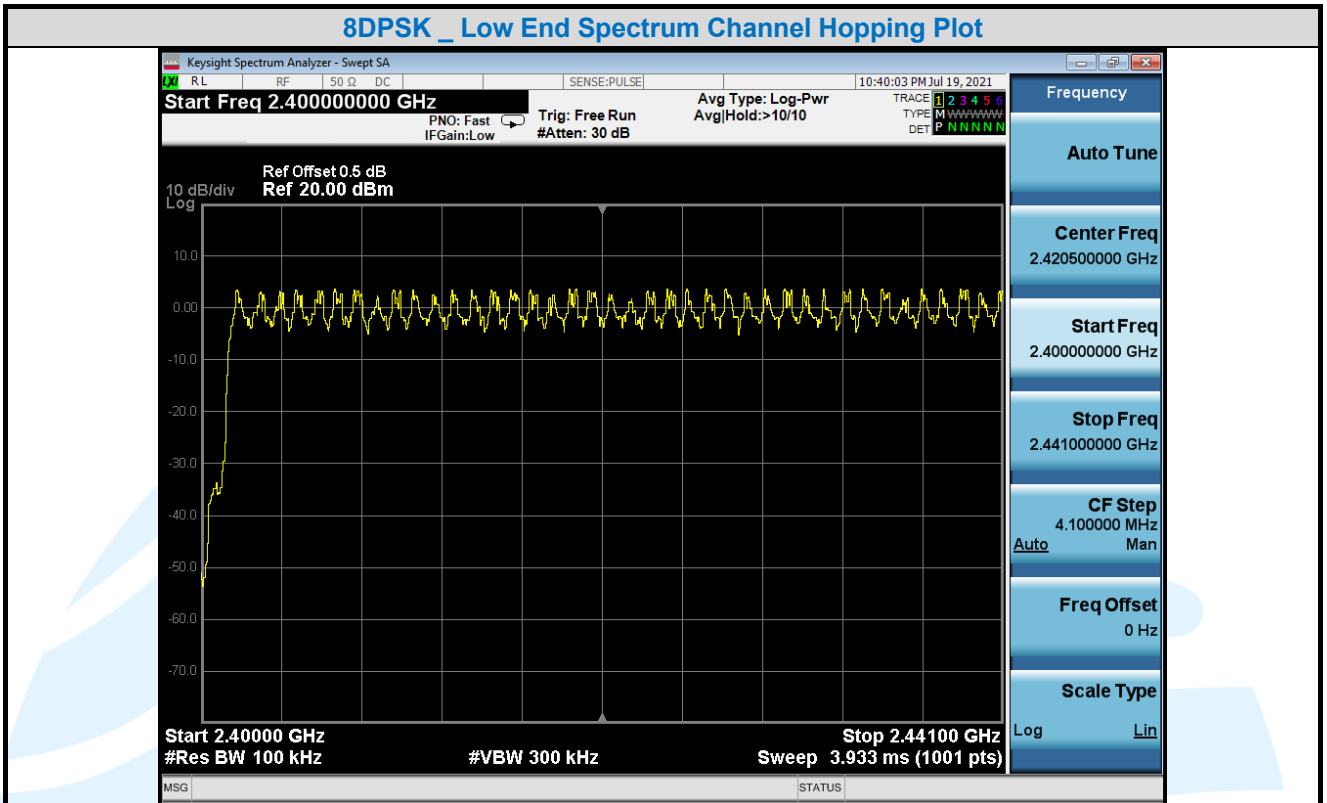 8DPSK _ Low End Spectrum Channel Hopping Plot
Keysight Spectrum Analyzer - Swept SA
LXI RL RF 50 Ω DC SENSE:PULSE 10:40:03 PM Jul 19, 2021
Start Freq 2.400000000 GHz
PNO: Fast
IFGain:Low
Trig: Free Run
#Atten: 30 dB
Avg Type: Log-Pwr
Avg|Hold:>10/10
TRACE 1 2 3 4 5 6
TYPE M WWWWW
DET P N N N N N
Ref Offset 0.5 dB
10 dB/div Ref 20.00 dBm
Log
10.0
0.00
-10.0
-20.0
-30.0
-40.0
-50.0
-60.0
-70.0
Start 2.40000 GHz Stop 2.44100 GHz
#Res BW 100 kHz #VBW 300 kHz Sweep 3.933 ms (1001 pts)
MSG STATUS
Frequency
Auto Tune
Center Freq
2.420500000 GHz
Start Freq
2.400000000 GHz
Stop Freq
2.441000000 GHz
CF Step
4.100000 MHz
Auto Man
Freq Offset
0 Hz
Scale Type
Log Lin